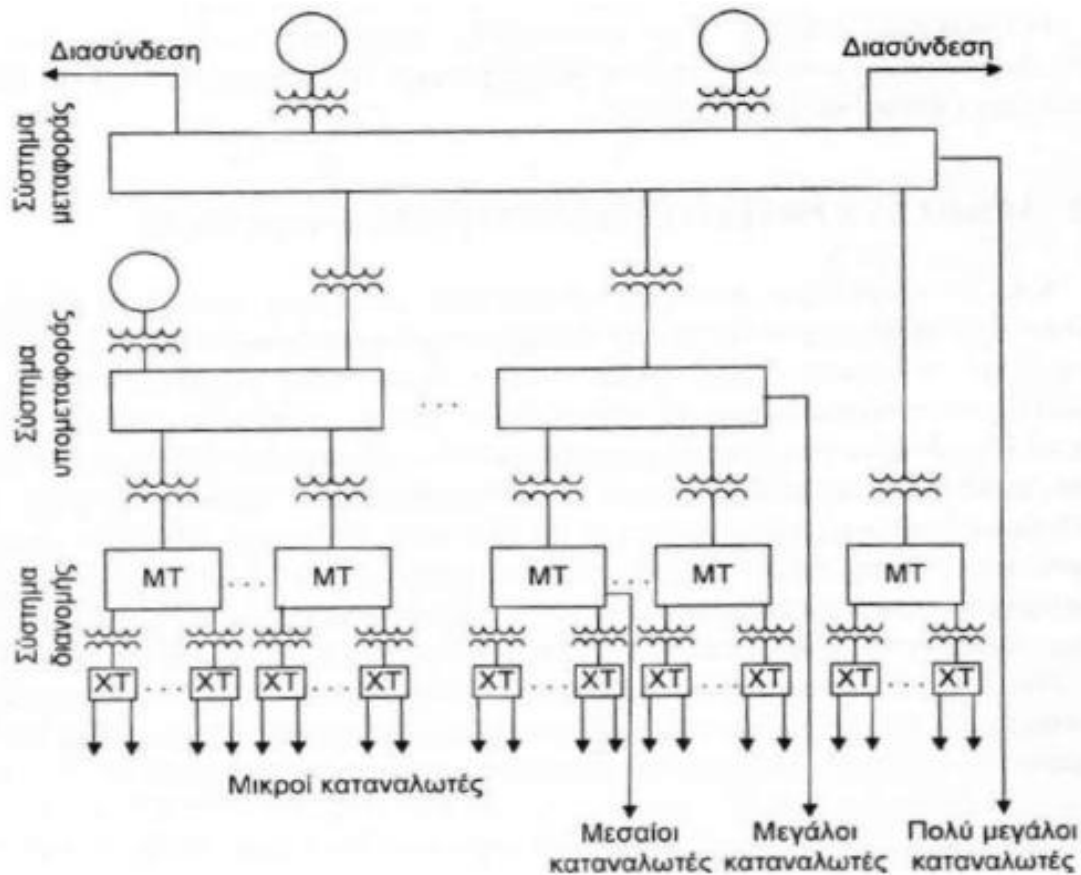 Διασύνδεση
Διασύνδεση
Σύστημα
μεταφοράς
Σύστημα
υπομεταφοράς
. . .
Σύστημα
διανομής
ΜΤ . . . ΜΤ ΜΤ . . . ΜΤ ΜΤ
ΧΤ . . . ΧΤ ΧΤ . . . ΧΤ ΧΤ . . . ΧΤ ΧΤ . . . ΧΤ ΧΤ . . . ΧΤ
Μικροί καταναλωτές
Μεσαίοι
καταναλωτές
Μεγάλοι
καταναλωτές
Πολύ μεγάλοι
καταναλωτές